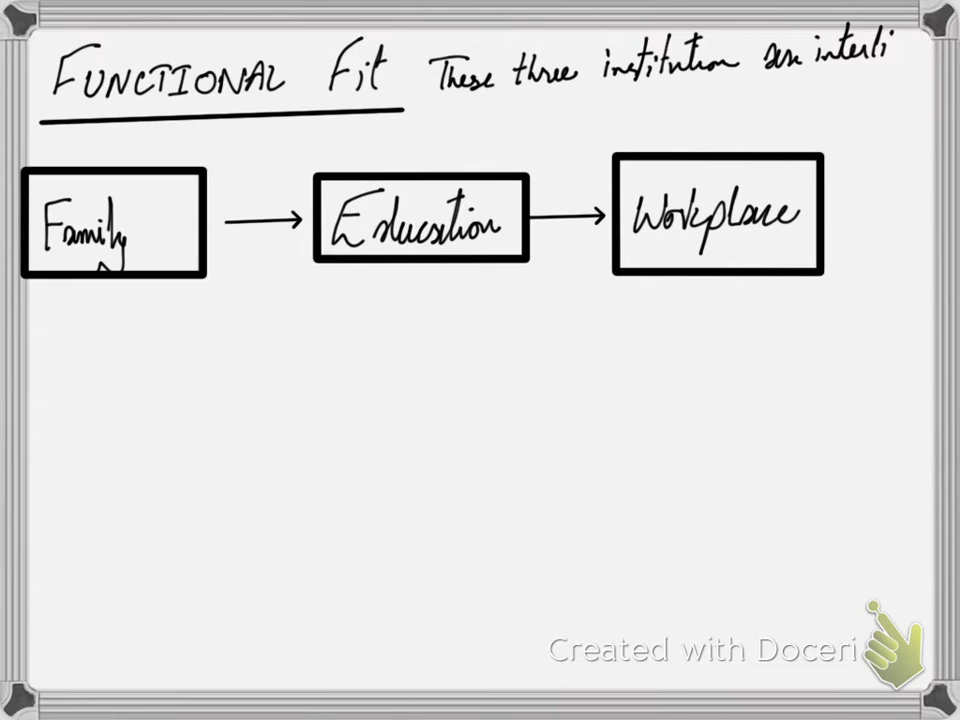 FUNCTIONAL Fit These three institution are interli
Family → Education → Workplace
Created with Doceri